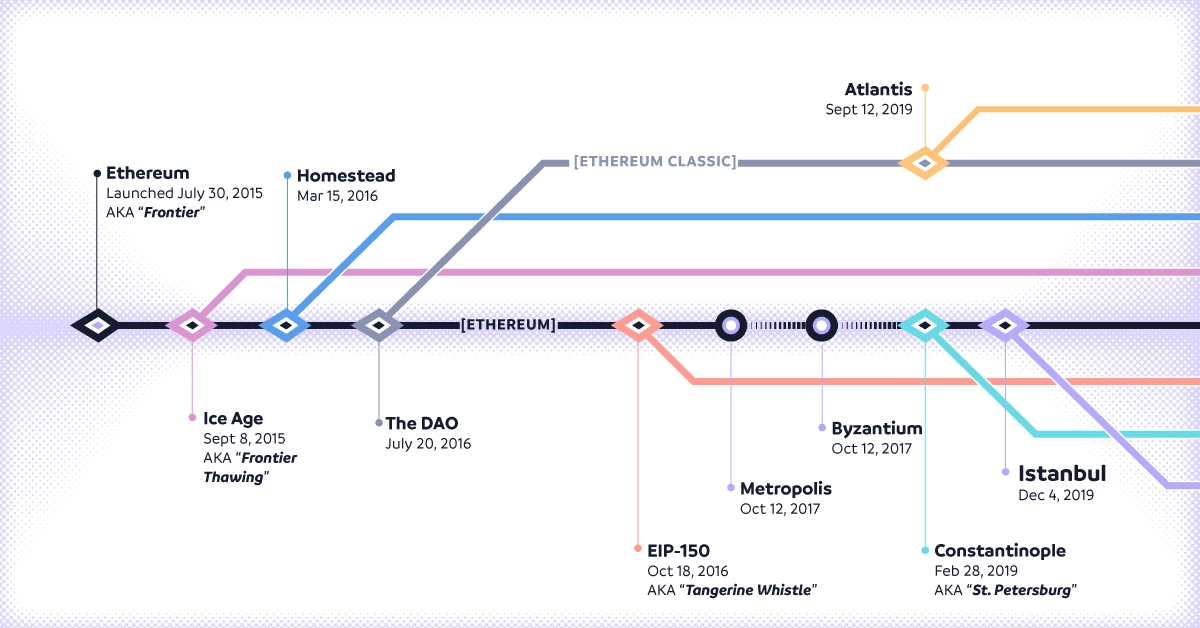 Atlantis
Sept 12, 2019
[ETHEREUM CLASSIC]
Ethereum
Launched July 30, 2015
AKA “Frontier”
Homestead
Mar 15, 2016
[ETHEREUM]
Ice Age
Sept 8, 2015
AKA “Frontier
Thawing”
The DAO
July 20, 2016
Byzantium
Oct 12, 2017
Metropolis
Oct 12, 2017
Istanbul
Dec 4, 2019
EIP-150
Oct 18, 2016
AKA “Tangerine Whistle”
Constantinople
Feb 28, 2019
AKA “St. Petersburg”